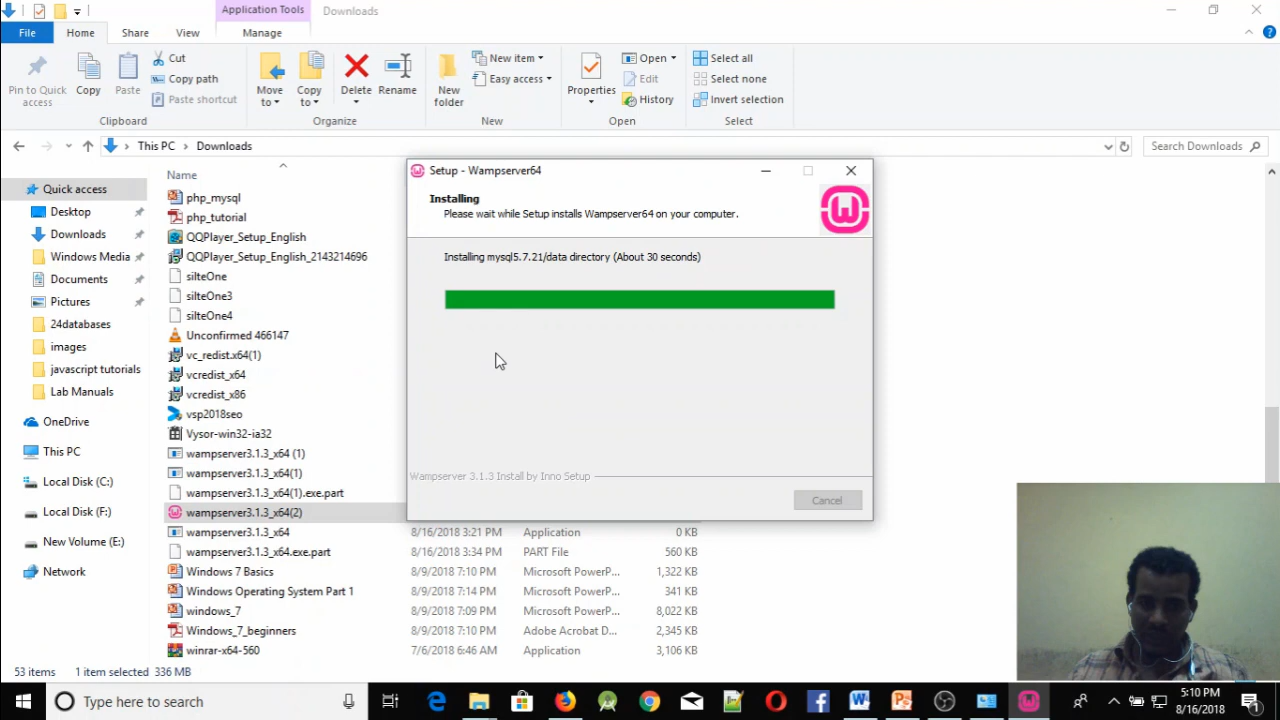 Application Tools
Downloads
File
Home
Share
View
Manage
Pin to Quick access
Copy
Paste
Cut
Copy path
Paste shortcut
Clipboard
Move to
Copy to
Delete
Rename
Organize
New folder
New item
Easy access
New
Properties
Open
Edit
History
Open
Select all
Select none
Invert selection
Select
This PC
Downloads
Search Downloads
Quick access
Desktop
Downloads
Windows Media
Documents
Pictures
24databases
images
javascript tutorials
Lab Manuals
OneDrive
This PC
Local Disk (C:)
Local Disk (F:)
New Volume (E:)
Network
Name
php_mysql
php_tutorial
QQPlayer_Setup_English
QQPlayer_Setup_English_2143214696
silteOne
silteOne3
silteOne4
Unconfirmed 466147
vc_redist.x64(1)
vcredist_x64
vcredist_x86
vsp2018seo
Vysor-win32-ia32
wampserver3.1.3_x64 (1)
wampserver3.1.3_x64(1)
wampserver3.1.3_x64(1).exe.part
wampserver3.1.3_x64(2)
wampserver3.1.3_x64 8/16/2018 3:21 PM Application 0 KB
wampserver3.1.3_x64.exe.part 8/16/2018 3:34 PM PART File 560 KB
Windows 7 Basics 8/9/2018 7:10 PM Microsoft PowerP... 1,322 KB
Windows Operating System Part 1 8/9/2018 7:14 PM Microsoft PowerP... 341 KB
windows_7 8/9/2018 7:09 PM Microsoft PowerP... 8,022 KB
Windows_7_beginners 8/9/2018 7:10 PM Adobe Acrobat D... 2,345 KB
winrar-x64-560 7/6/2018 6:46 AM Application 3,106 KB
Setup - Wampserver64
Installing
Please wait while Setup installs Wampserver64 on your computer.
Installing mysql5.7.21/data directory (About 30 seconds)
Wampserver 3.1.3 Install by Inno Setup
Cancel
53 items 1 item selected 336 MB
Type here to search
5:10 PM
8/16/2018
1